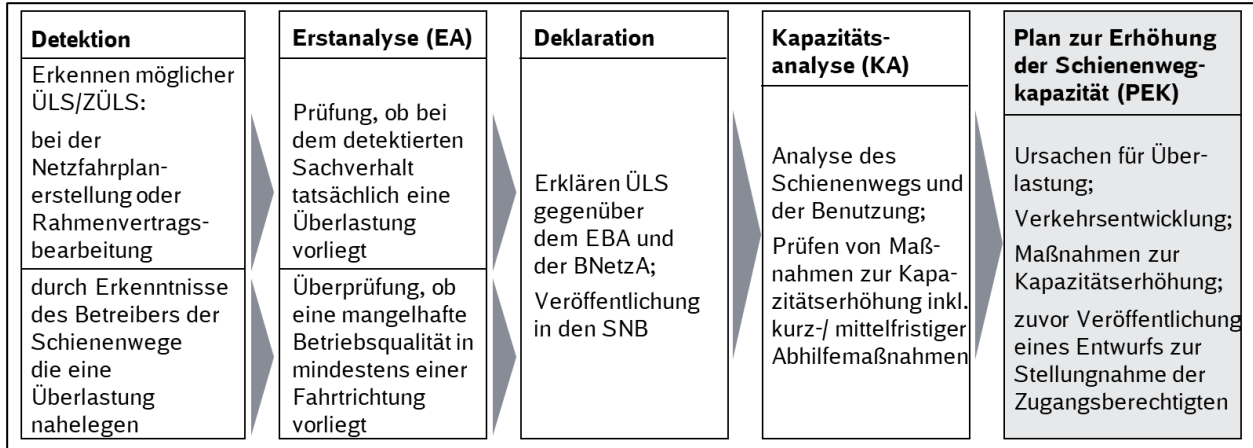 Detektion
Erkennen möglicher
ÜLS/ZÜLS:
bei der
Netzfahrplan-
erstellung oder
Rahmenvertrags-
bearbeitung
durch Erkenntnisse
des Betreibers der
Schienenwege
die eine
Überlastung
nahelegen
Erstanalyse (EA)
Prüfung, ob bei
dem detektierten
Sachverhalt
tatsächlich eine
Überlastung
vorliegt
Überprüfung, ob
eine mangelhafte
Betriebsqualität in
mindestens einer
Fahrtrichtung
vorliegt
Deklaration
Erklären ÜLS
gegenüber
dem EBA und
der BNetzA;
Veröffentlichung
in den SNB
Kapazitäts-
analyse (KA)
Analyse des
Schienenwegs und
der Benutzung;
Prüfen von Maß-
nahmen zur Kapa-
zitätserhöhung inkl.
kurz-/ mittelfristiger
Abhilfemaßnahmen
Plan zur Erhöhung
der Schienenweg-
kapazität (PEK)
Ursachen für Über-
lastung;
Verkehrsentwicklung;
Maßnahmen zur
Kapazitätserhöhung;
zuvor Veröffentlichung
eines Entwurfs zur
Stellungnahme der
Zugangsberechtigten